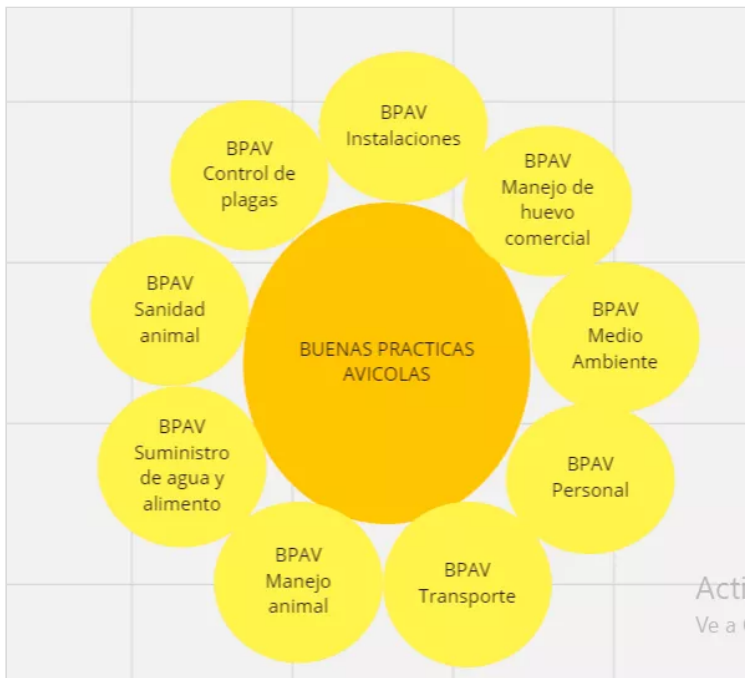 BPAV
Instalaciones
BPAV
Control de
plagas
BPAV
Manejo de
huevo
comercial
BPAV
Sanidad
animal
BPAV
Medio
Ambiente
BUENAS PRACTICAS
AVICOLAS
BPAV
Suministro
de agua y
alimento
BPAV
Personal
BPAV
Manejo
animal
BPAV
Transporte
Acti
Ve a